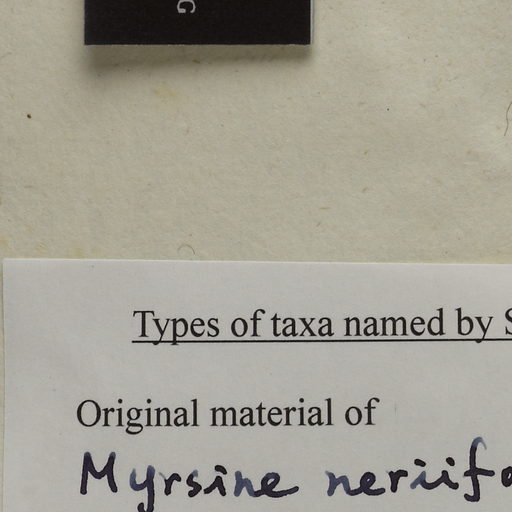 G
Types of taxa named by S
Original material of
Myrsine neriifo